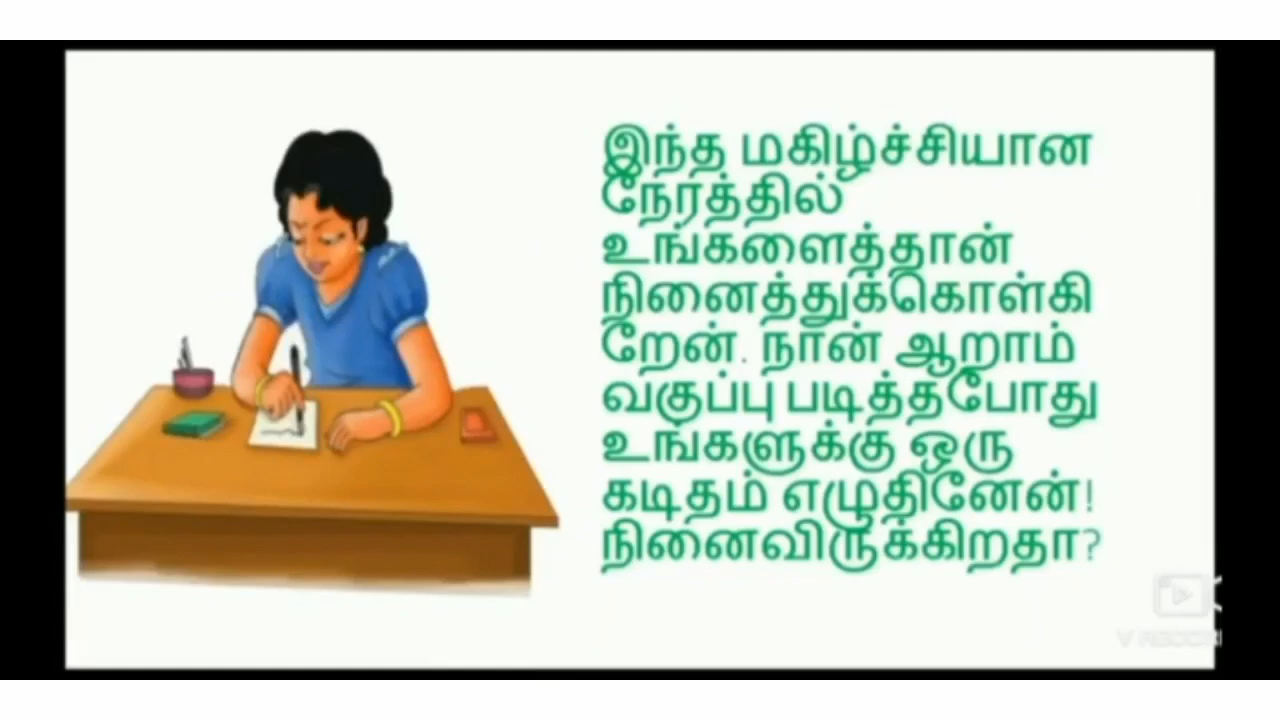 இந்த மகிழ்ச்சியான
நேரத்தில்
உங்களைத்தான்
நினைத்துக்கொள்கி
றேன். நான் ஆறாம்
வகுப்பு படித்தபோது
உங்களுக்கு ஒரு
கடிதம் எழுதினேன்!
நினைவிருக்கிறதா?